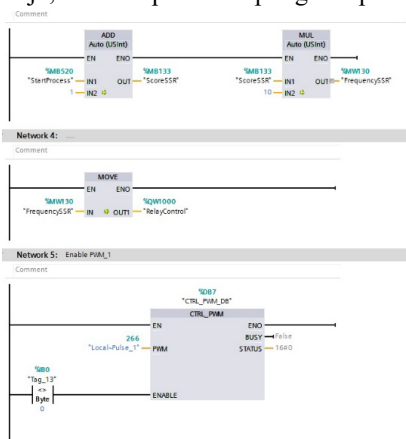 Comment
ADD
Auto (USInt)
EN ENO
%MB520
"StartProcess" IN1
1 IN2
%MB133
OUT "ScoreSSR"
MUL
Auto (USInt)
EN ENO
%MB133
"ScoreSSR" IN1
10 IN2
%MW130
OUT "FrequencySSR"
Network 4: ....
Comment
MOVE
EN ENO
%MW130
"FrequencySSR" IN
%QW1000
OUT1 "RelayControl"
Network 5: Enable PWM_1
Comment
%DB7
"CTRL_PWM_DB"
CTRL_PWM
EN ENO
BUSY False
266
"Local~Pulse_1" PWM
STATUS 16#0
%IB0
"Tag_13"
<>
Byte
0
ENABLE